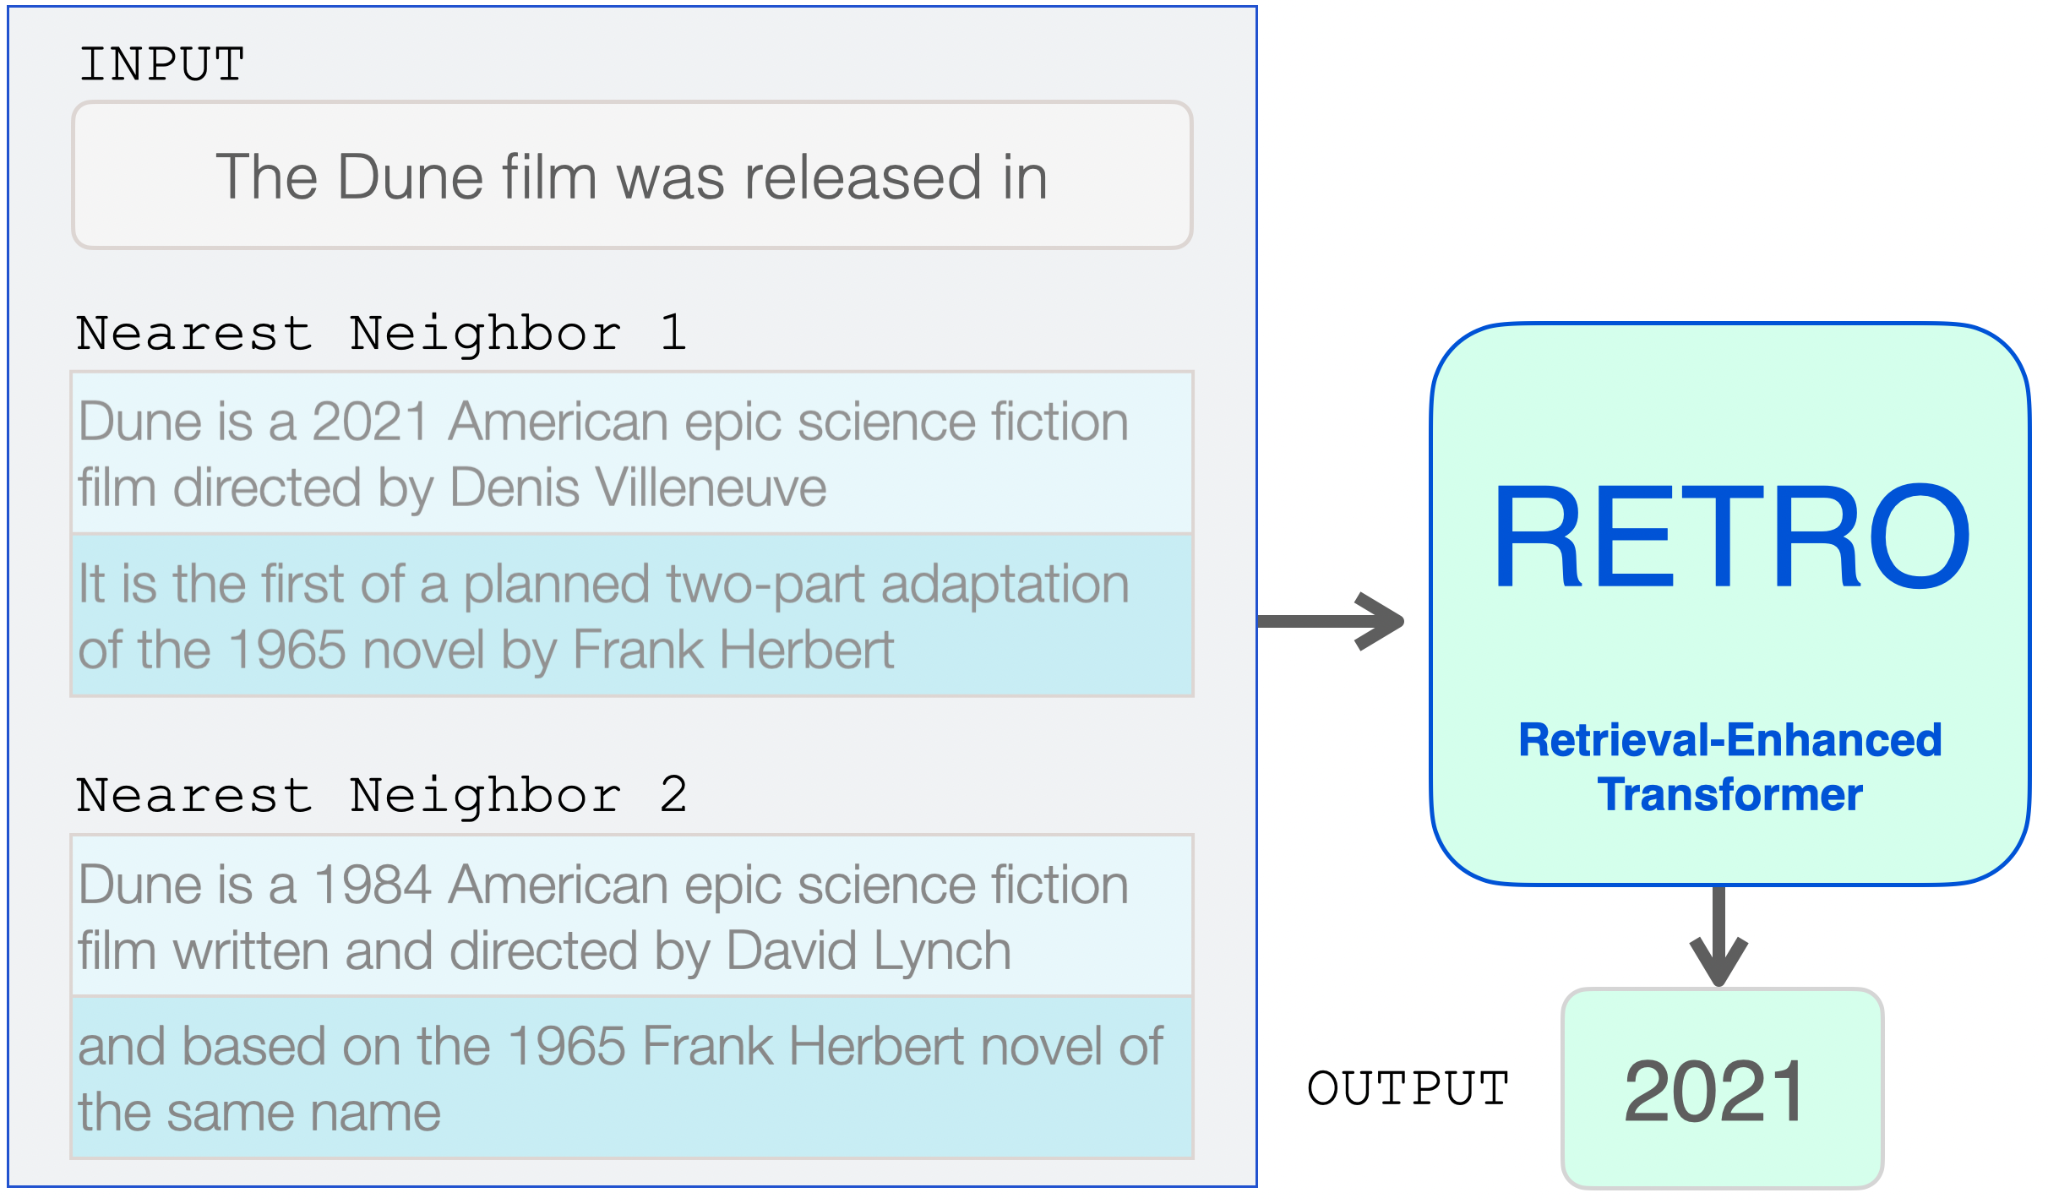 INPUT
The Dune film was released in
Nearest Neighbor 1
Dune is a 2021 American epic science fiction
film directed by Denis Villeneuve
It is the first of a planned two-part adaptation
of the 1965 novel by Frank Herbert
Nearest Neighbor 2
Dune is a 1984 American epic science fiction
film written and directed by David Lynch
and based on the 1965 Frank Herbert novel of
the same name
RETRO
Retrieval-Enhanced
Transformer
OUTPUT
2021